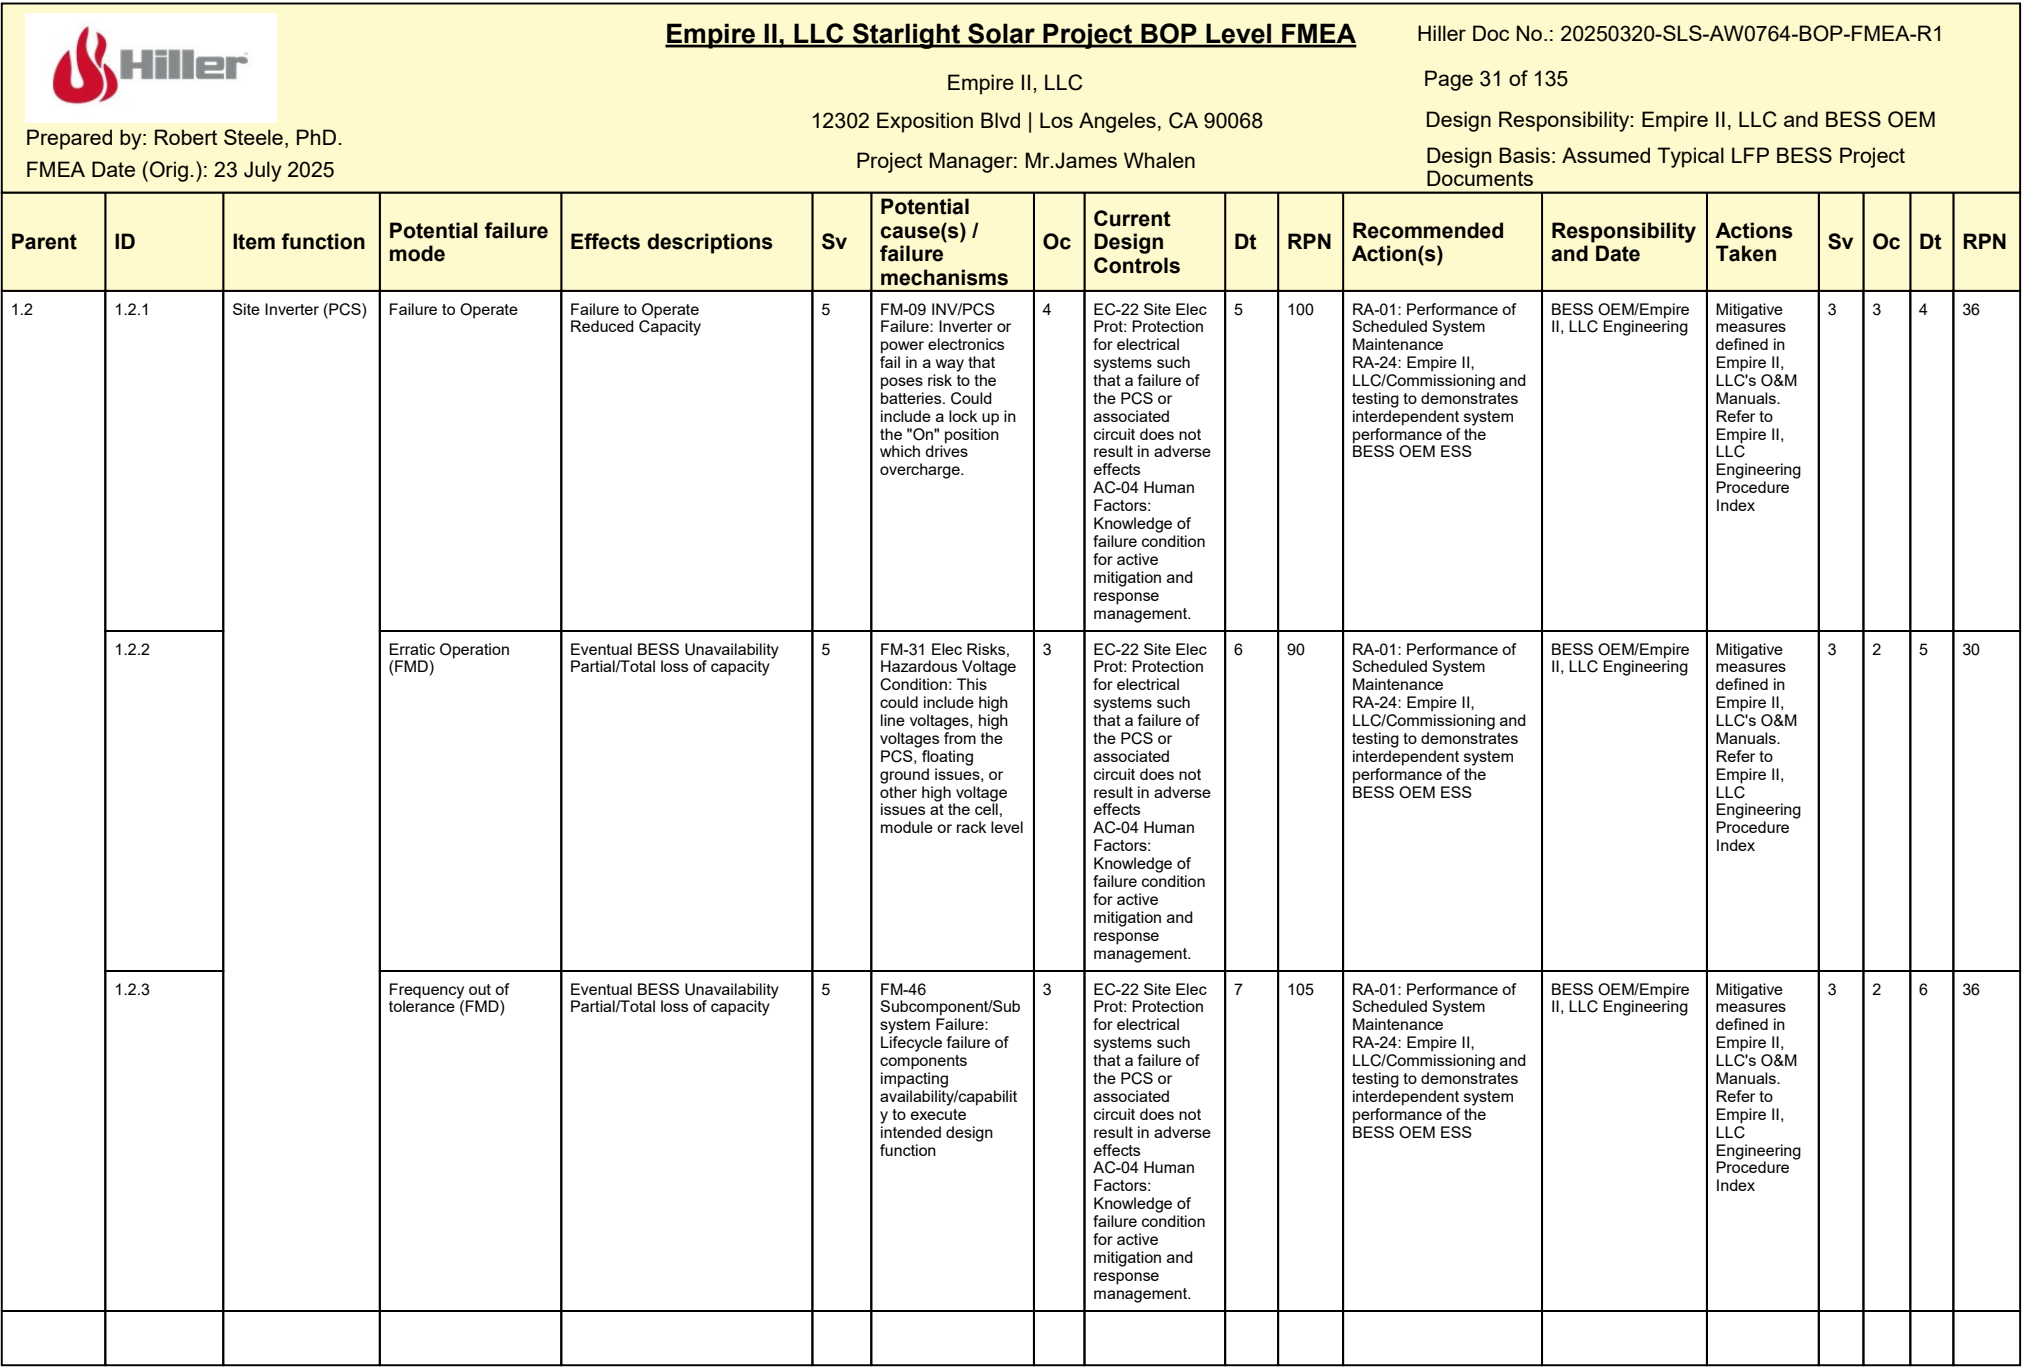 Hiller
Prepared by: Robert Steele, PhD.
FMEA Date (Orig.): 23 July 2025
Empire II, LLC Starlight Solar Project BOP Level FMEA
Empire II, LLC
12302 Exposition Blvd | Los Angeles, CA 90068
Project Manager: Mr.James Whalen
Hiller Doc No.: 20250320-SLS-AW0764-BOP-FMEA-R1
Page 31 of 135
Design Responsibility: Empire II, LLC and BESS OEM
Design Basis: Assumed Typical LFP BESS Project
Documents
Parent
ID
Item function
Potential failure
mode
Effects descriptions
Sv
Potential
cause(s) /
failure
mechanisms
Oc
Current
Design
Controls
Dt
RPN
Recommended
Action(s)
Responsibility
and Date
Actions
Taken
Sv
Oc
Dt
RPN
1.2
1.2.1
Site Inverter (PCS)
Failure to Operate
Failure to Operate
Reduced Capacity
5
FM-09 INV/PCS
Failure: Inverter or
power electronics
fail in a way that
poses risk to the
batteries. Could
include a lock up in
the "On" position
which drives
overcharge.
4
EC-22 Site Elec
Prot: Protection
for electrical
systems such
that a failure of
the PCS or
associated
circuit does not
result in adverse
effects
AC-04 Human
Factors:
Knowledge of
failure condition
for active
mitigation and
response
management.
5
100
RA-01: Performance of
Scheduled System
Maintenance
RA-24: Empire II,
LLC/Commissioning and
testing to demonstrates
interdependent system
performance of the
BESS OEM ESS
BESS OEM/Empire
II, LLC Engineering
Mitigative
measures
defined in
Empire II,
LLC's O&M
Manuals.
Refer to
Empire II,
LLC
Engineering
Procedure
Index
3
3
4
36
1.2.2
Erratic Operation
(FMD)
Eventual BESS Unavailability
Partial/Total loss of capacity
5
FM-31 Elec Risks,
Hazardous Voltage
Condition: This
could include high
line voltages, high
voltages from the
PCS, floating
ground issues, or
other high voltage
issues at the cell,
module or rack level
3
EC-22 Site Elec
Prot: Protection
for electrical
systems such
that a failure of
the PCS or
associated
circuit does not
result in adverse
effects
AC-04 Human
Factors:
Knowledge of
failure condition
for active
mitigation and
response
management.
6
90
RA-01: Performance of
Scheduled System
Maintenance
RA-24: Empire II,
LLC/Commissioning and
testing to demonstrates
interdependent system
performance of the
BESS OEM ESS
BESS OEM/Empire
II, LLC Engineering
Mitigative
measures
defined in
Empire II,
LLC's O&M
Manuals.
Refer to
Empire II,
LLC
Engineering
Procedure
Index
3
2
5
30
1.2.3
Frequency out of
tolerance (FMD)
Eventual BESS Unavailability
Partial/Total loss of capacity
5
FM-46
Subcomponent/Sub
system Failure:
Lifecycle failure of
components
impacting
availability/capabilit
y to execute
intended design
function
3
EC-22 Site Elec
Prot: Protection
for electrical
systems such
that a failure of
the PCS or
associated
circuit does not
result in adverse
effects
AC-04 Human
Factors:
Knowledge of
failure condition
for active
mitigation and
response
management.
7
105
RA-01: Performance of
Scheduled System
Maintenance
RA-24: Empire II,
LLC/Commissioning and
testing to demonstrates
interdependent system
performance of the
BESS OEM ESS
BESS OEM/Empire
II, LLC Engineering
Mitigative
measures
defined in
Empire II,
LLC's O&M
Manuals.
Refer to
Empire II,
LLC
Engineering
Procedure
Index
3
2
6
36